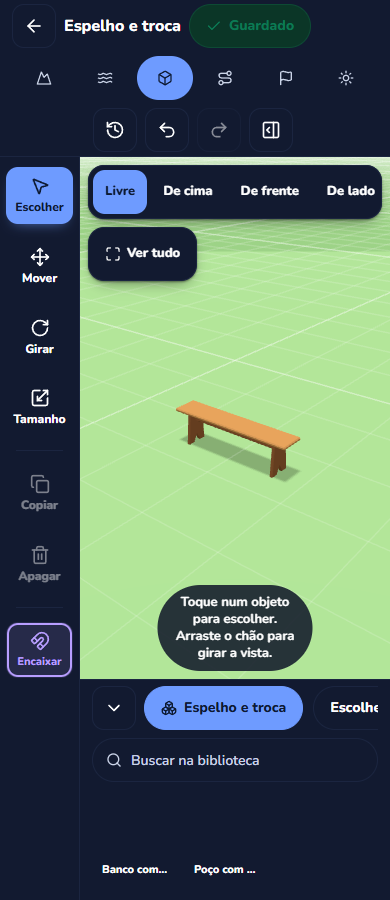 Espelho e troca
Guardado
Livre
De cima
De frente
De lado
Ver tudo
Escolher
Mover
Girar
Tamanho
Copiar
Apagar
Encaixar
Toque num objeto
para escolher.
Arraste o chão para
girar a vista.
Espelho e troca
Escolhe
Buscar na biblioteca
Banco com...
Poço com ...